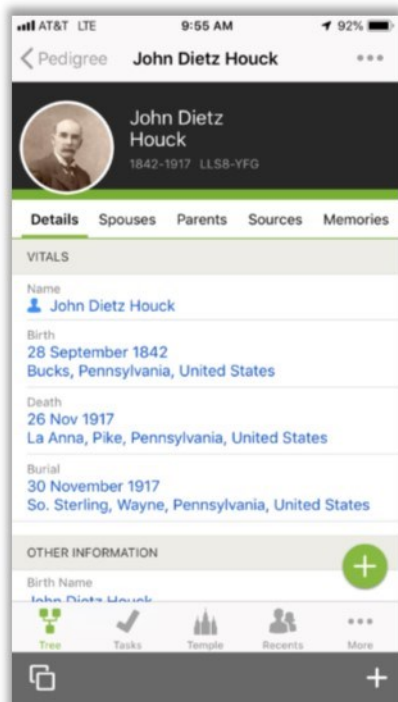 AT&T LTE 9:55 AM 92%
Pedigree John Dietz Houck
John Dietz
Houck
1842-1917 LLS8-YFG
Details Spouses Parents Sources Memories
VITALS
Name
John Dietz Houck
Birth
28 September 1842
Bucks, Pennsylvania, United States
Death
26 Nov 1917
La Anna, Pike, Pennsylvania, United States
Burial
30 November 1917
So. Sterling, Wayne, Pennsylvania, United States
OTHER INFORMATION
Birth Name
John Dietz Houck
Tree Tasks Temple Recents More